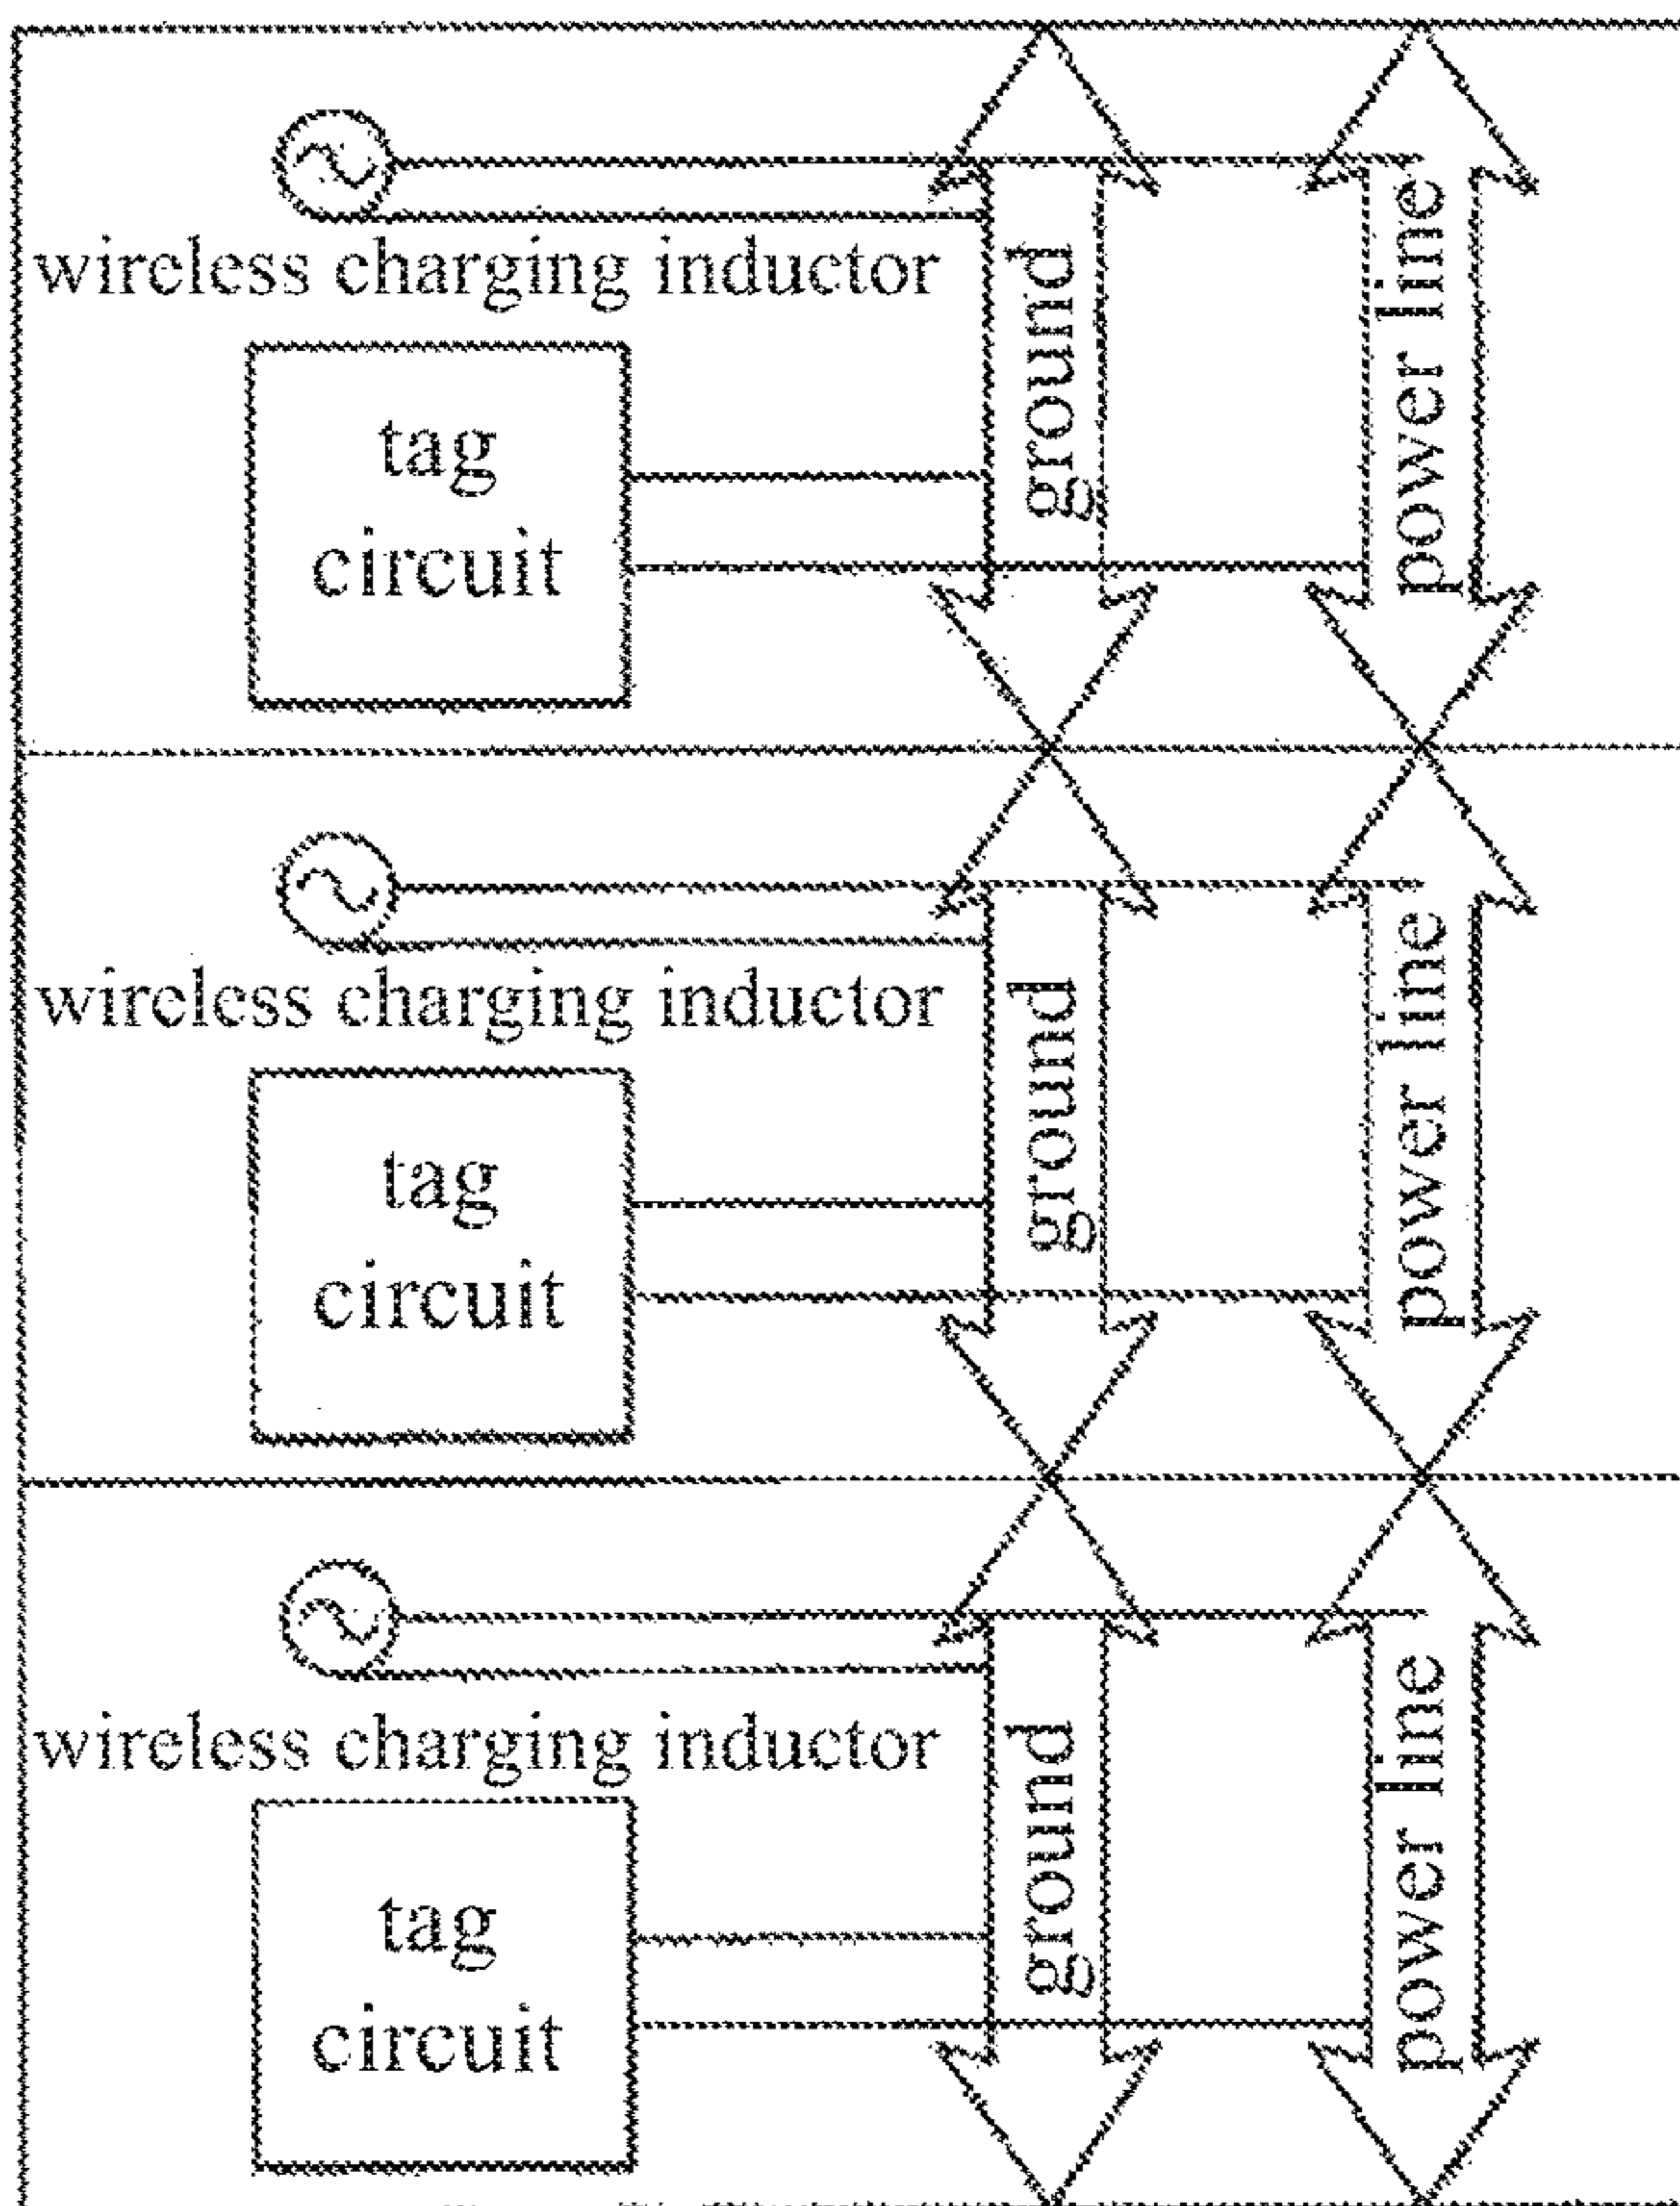 wireless charging inductor
tag
circuit
ground
power line
wireless charging inductor
tag
circuit
ground
power line
wireless charging inductor
tag
circuit
ground
power line